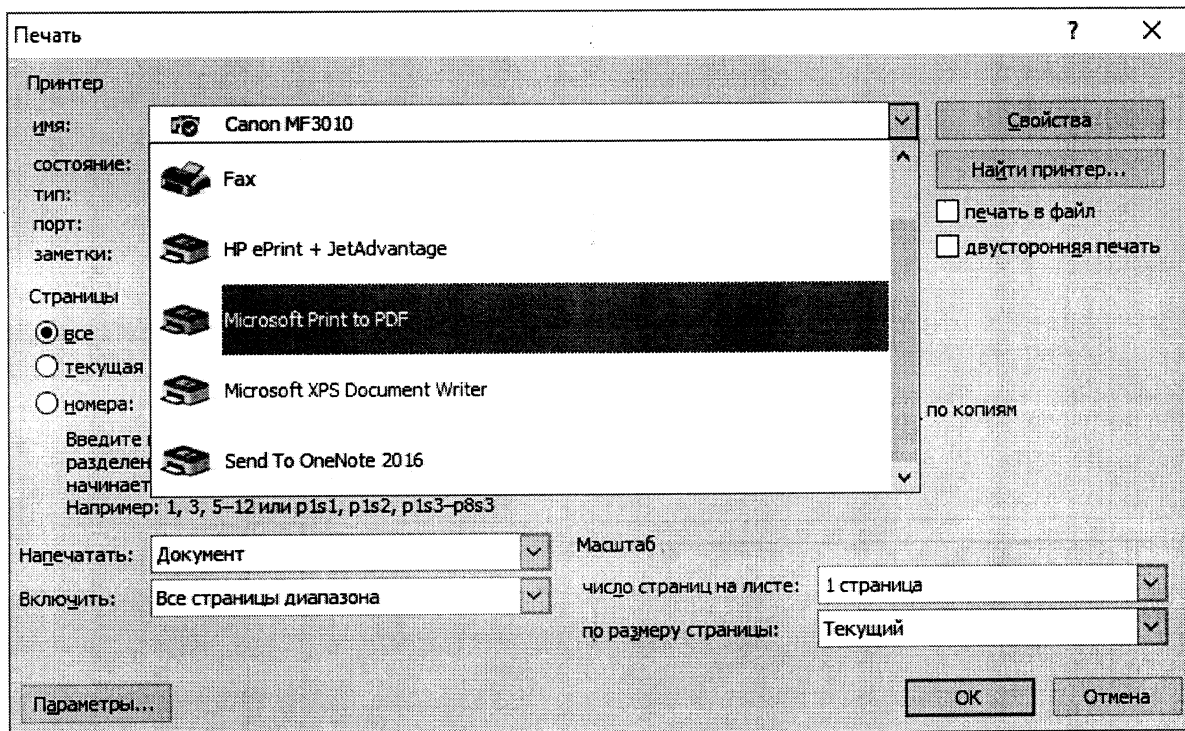 Печать ?
Принтер
имя: Canon MF3010 Свойства
состояние: Fax Найти принтер...
тип:
порт: печать в файл
заметки: HP ePrint + JetAdvantage двусторонняя печать
Страницы
все Microsoft Print to PDF
текущая
номера: Microsoft XPS Document Writer по копиям
Введите
разделен Send To OneNote 2016
начинает
Например: 1, 3, 5–12 или p1s1, p1s2, p1s3–p8s3
Напечатать: Документ Масштаб
Включить: Все страницы диапазона число страниц на листе: 1 страница
по размеру страницы: Текущий
Параметры... ОК Отмена